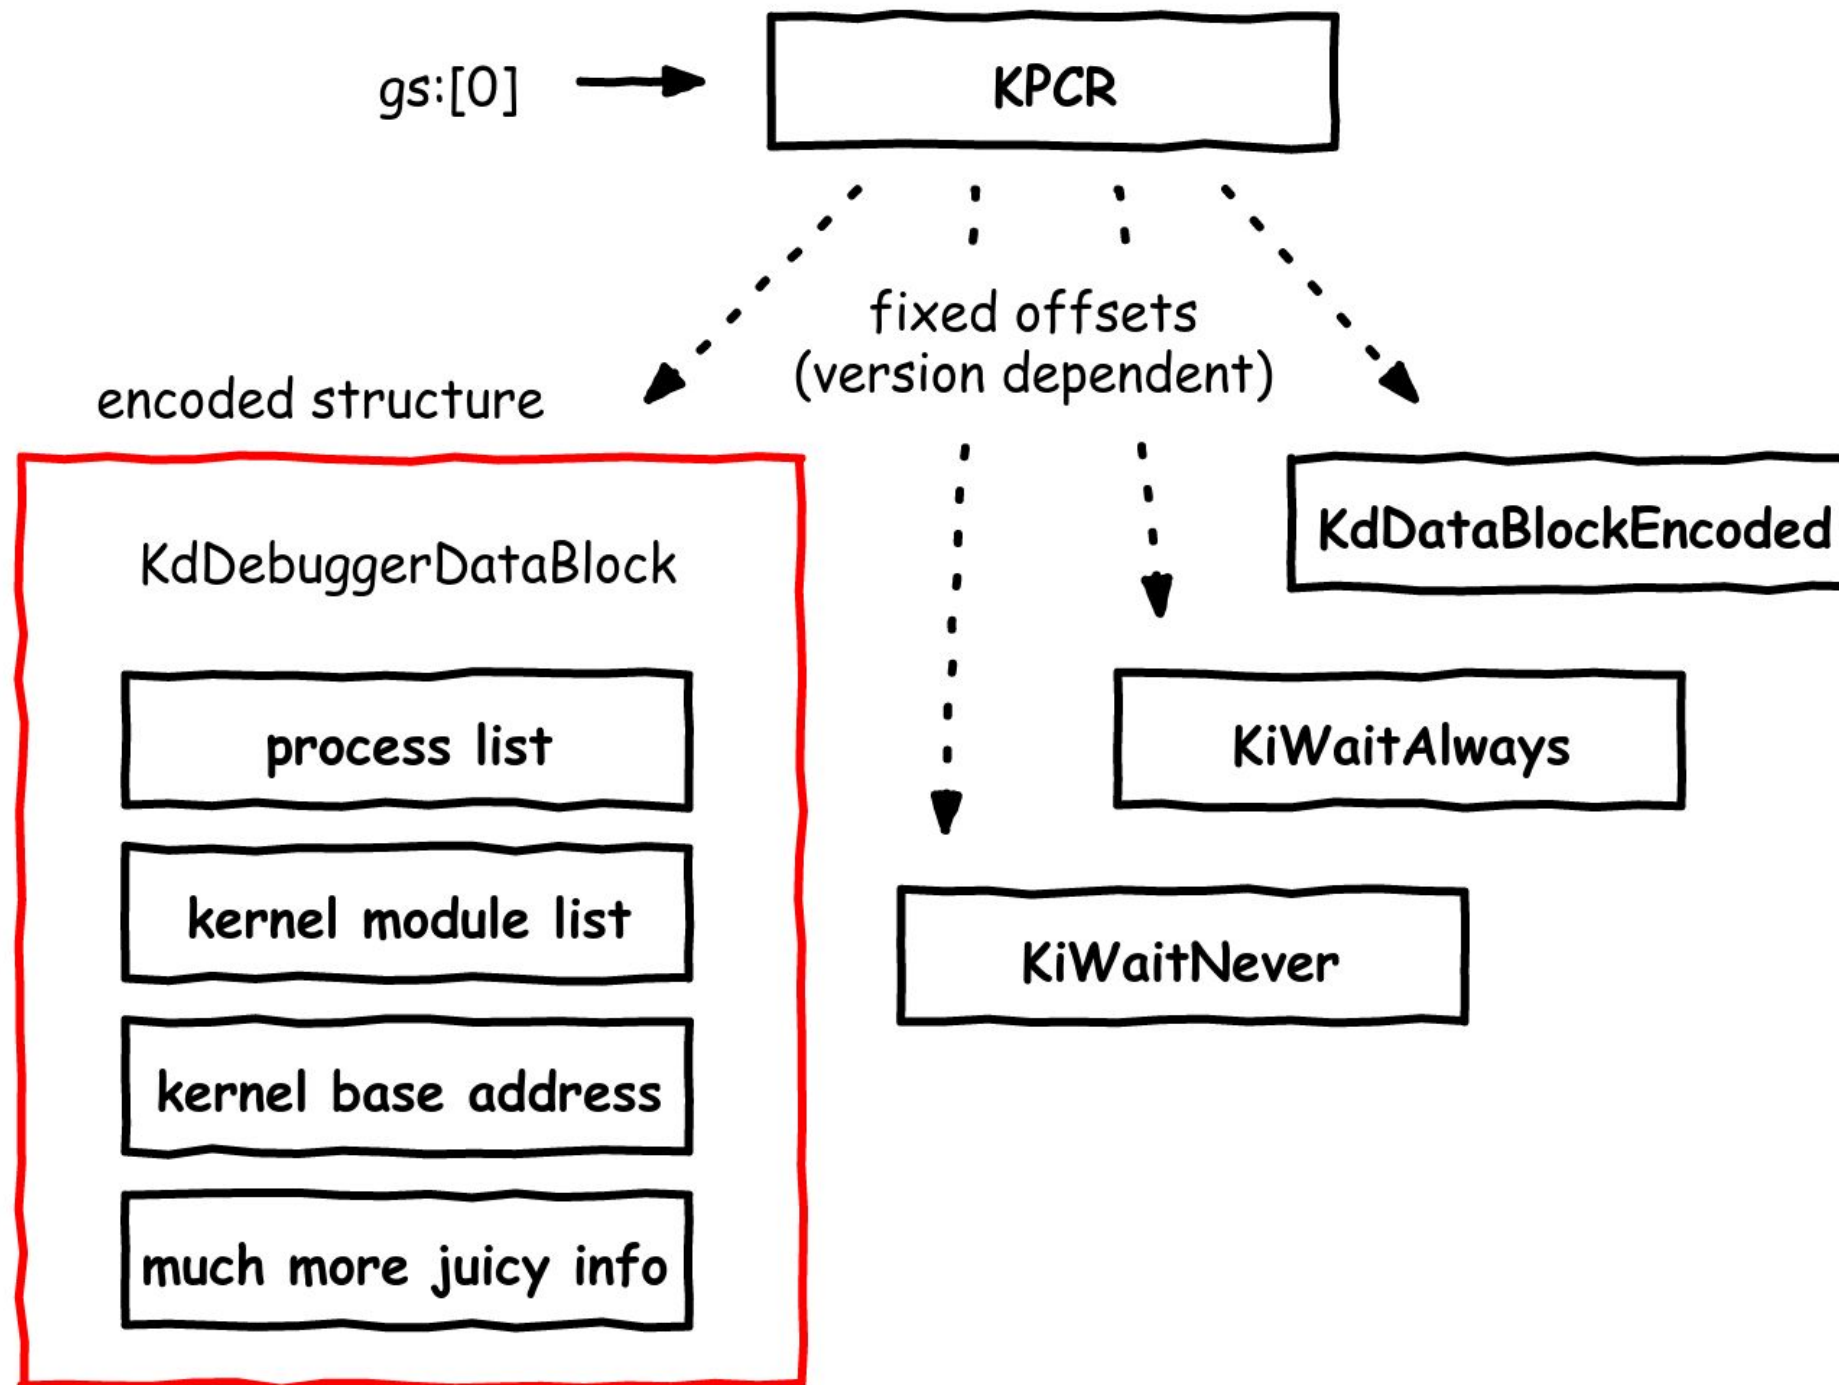 gs:[0]
KPCR
fixed offsets
(version dependent)
encoded structure
KdDebuggerDataBlock
process list
kernel module list
kernel base address
much more juicy info
KdDataBlockEncoded
KiWaitAlways
KiWaitNever